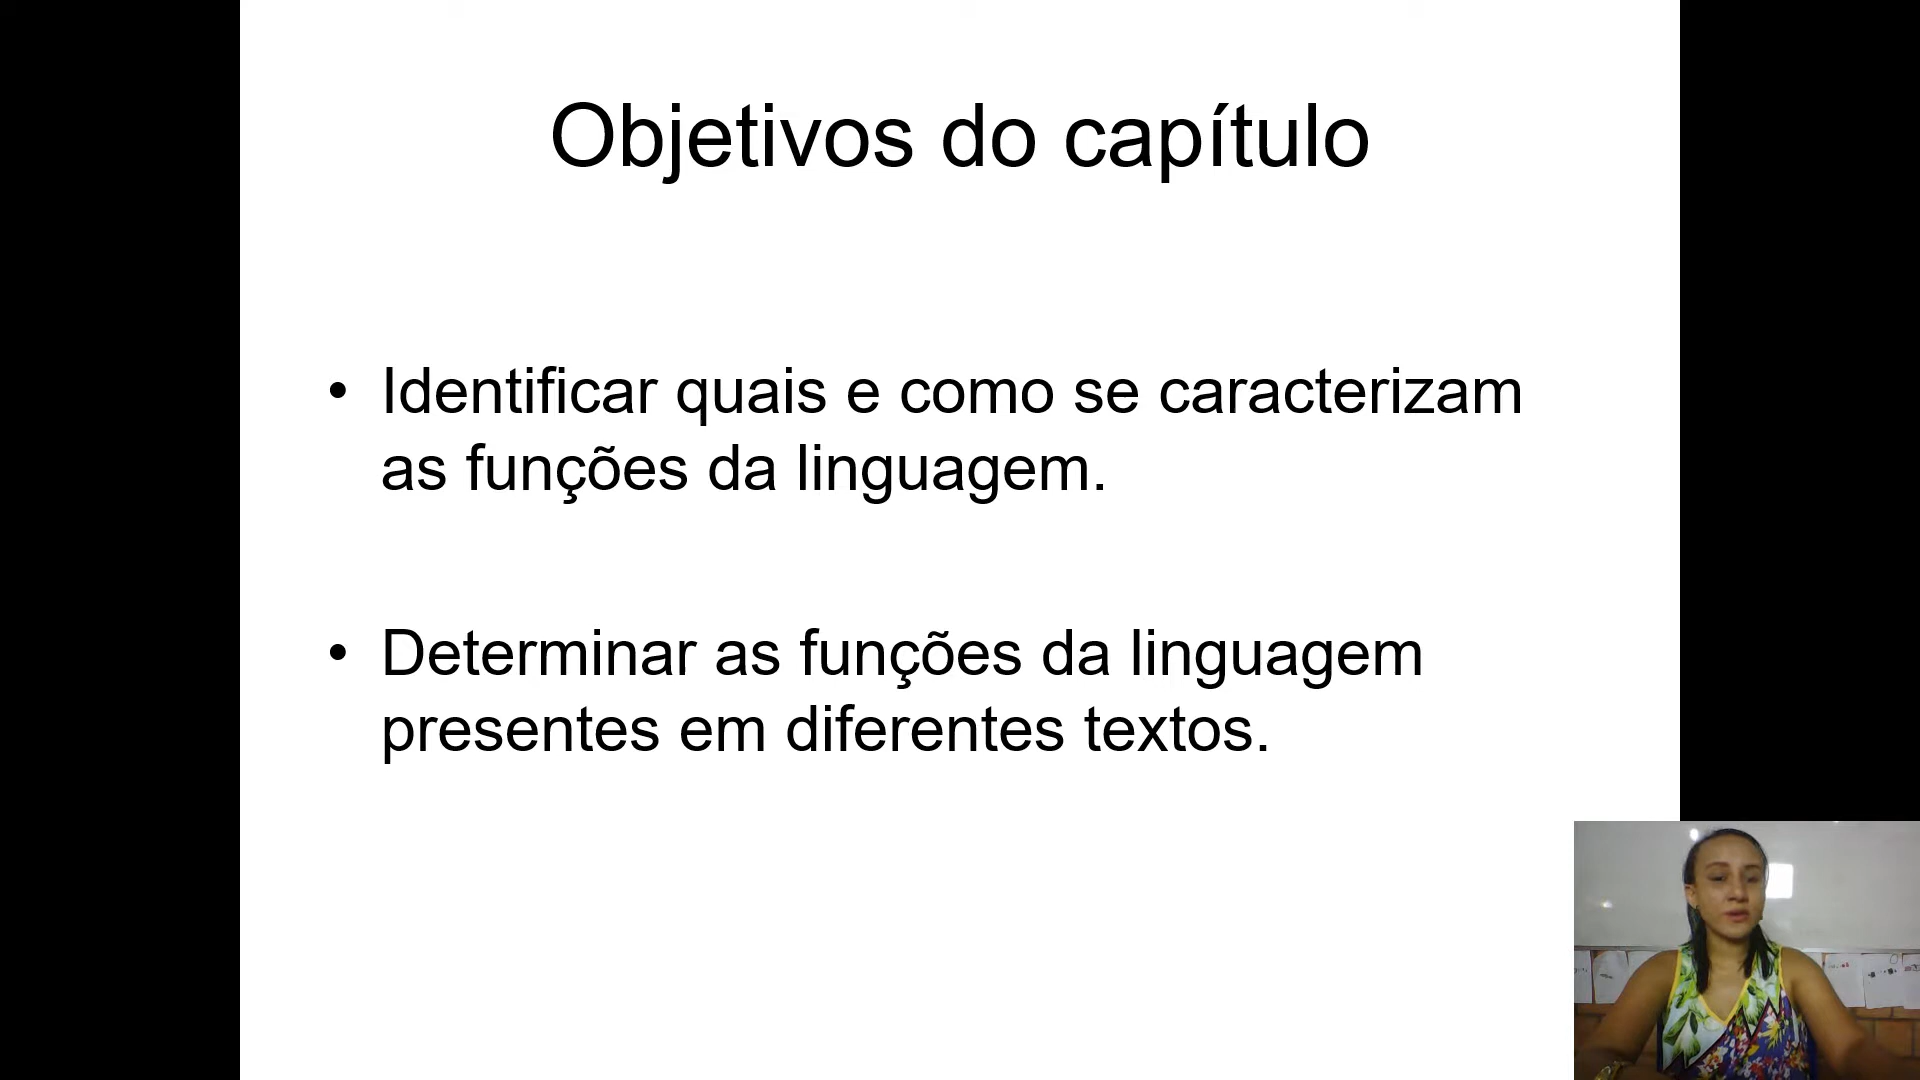 Objetivos do capítulo
• Identificar quais e como se caracterizam
as funções da linguagem.
• Determinar as funções da linguagem
presentes em diferentes textos.